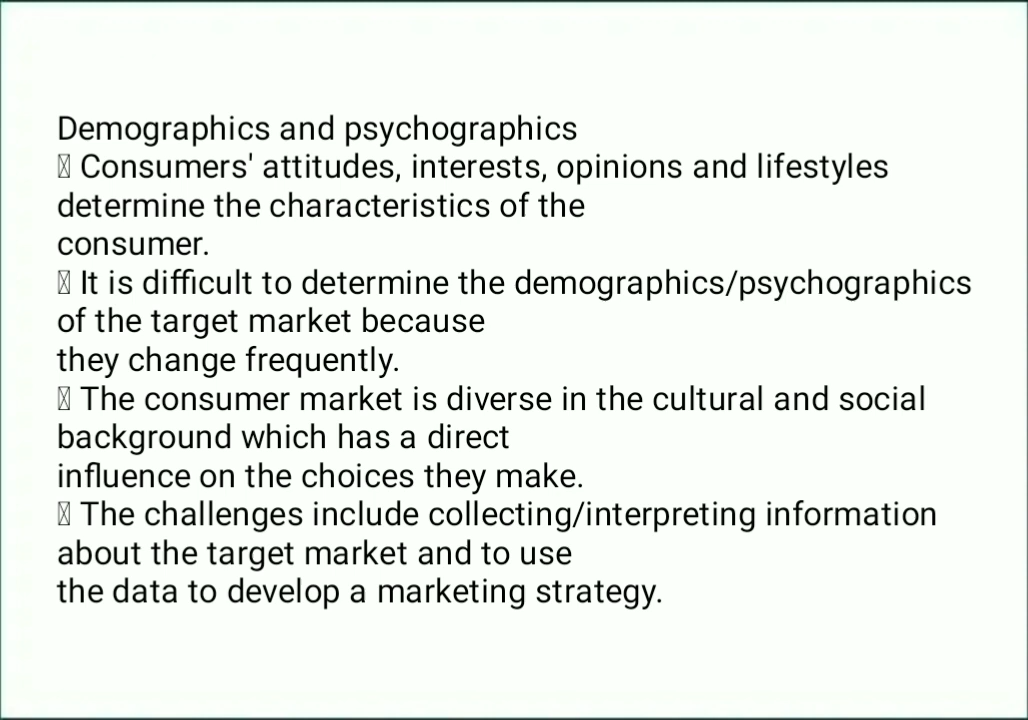 Demographics and psychographics
 Consumers' attitudes, interests, opinions and lifestyles
determine the characteristics of the
consumer.
 It is difficult to determine the demographics/psychographics
of the target market because
they change frequently.
 The consumer market is diverse in the cultural and social
background which has a direct
influence on the choices they make.
 The challenges include collecting/interpreting information
about the target market and to use
the data to develop a marketing strategy.